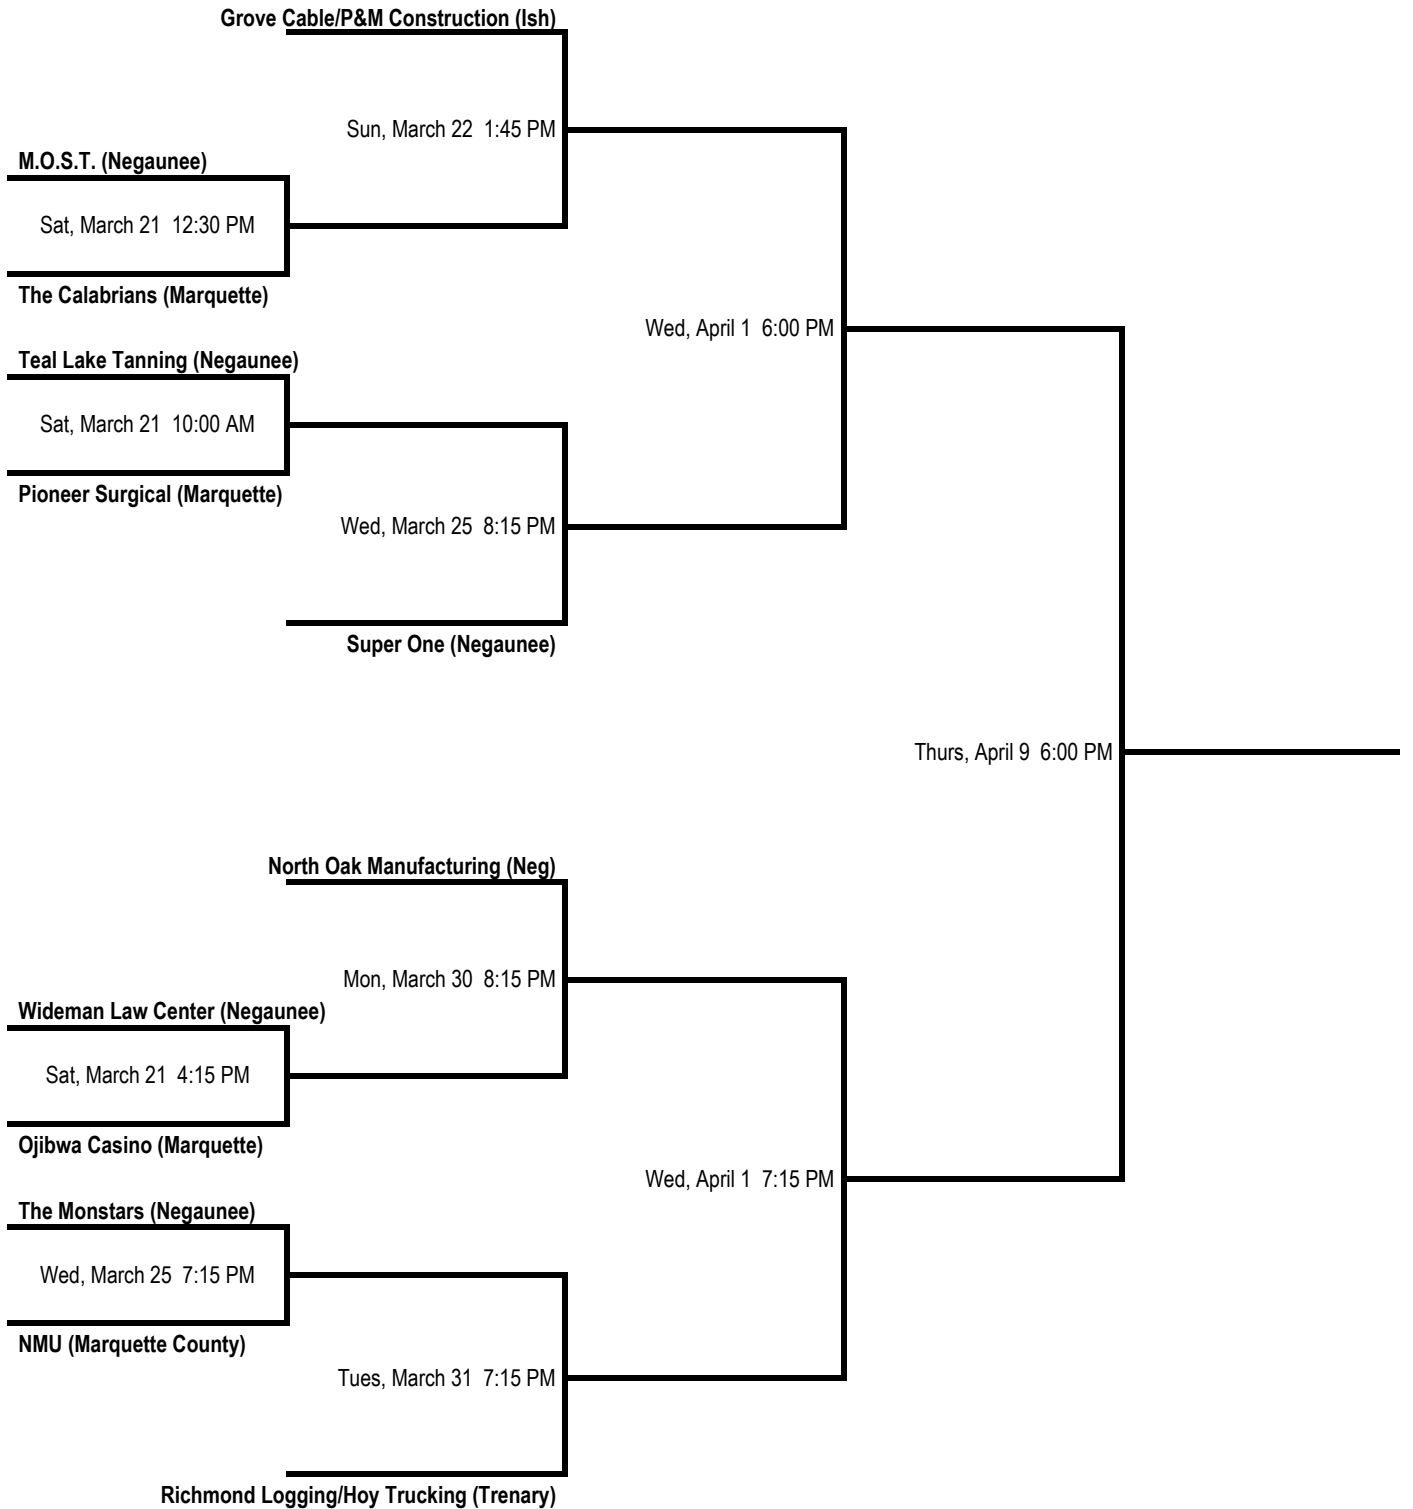 Grove Cable/P&M Construction (Ish)
Sun, March 22  1:45 PM
M.O.S.T. (Negaunee)
Sat, March 21  12:30 PM
The Calabrians (Marquette)
Wed, April 1  6:00 PM
Teal Lake Tanning (Negaunee)
Sat, March 21  10:00 AM
Pioneer Surgical (Marquette)
Wed, March 25  8:15 PM
Super One (Negaunee)
Thurs, April 9  6:00 PM
North Oak Manufacturing (Neg)
Mon, March 30  8:15 PM
Wideman Law Center (Negaunee)
Sat, March 21  4:15 PM
Ojibwa Casino (Marquette)
Wed, April 1  7:15 PM
The Monstars (Negaunee)
Wed, March 25  7:15 PM
NMU (Marquette County)
Tues, March 31  7:15 PM
Richmond Logging/Hoy Trucking (Trenary)